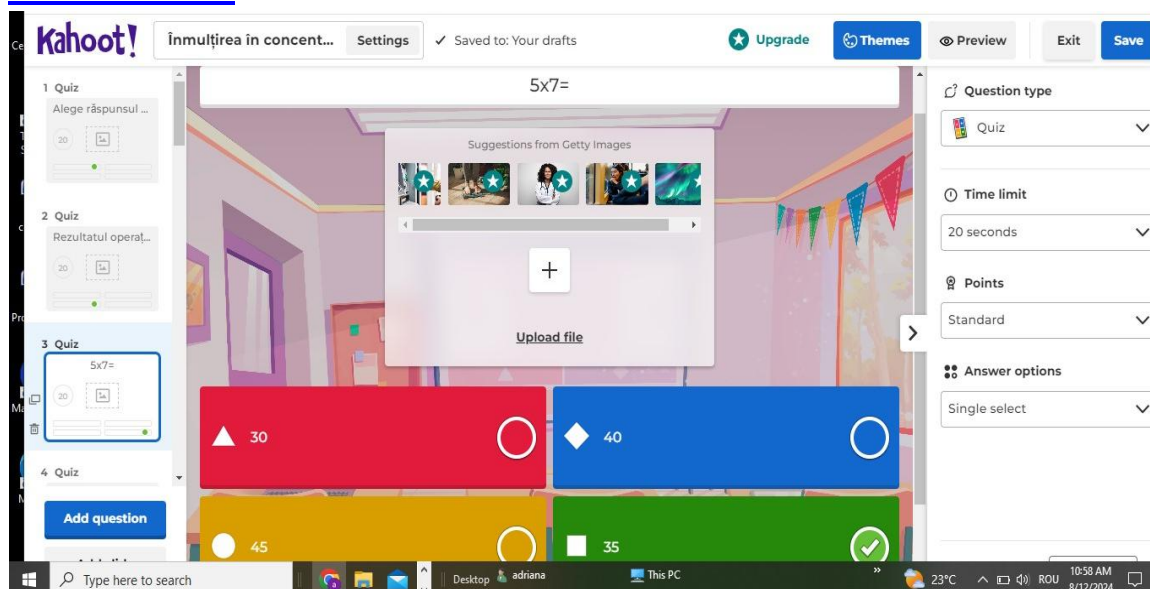 Ce
Kahoot!
Înmulțirea în concent...
Settings
✓ Saved to: Your drafts
Upgrade
Themes
Preview
Exit
Save
1 Quiz
Alege răspunsul ...
20
2 Quiz
Rezultatul operaț...
20
3 Quiz
5x7=
20
4 Quiz
Add question
5x7=
Suggestions from Getty Images
+
Upload file
30
40
45
35
Question type
Quiz
Time limit
20 seconds
Points
Standard
Answer options
Single select
Type here to search
Desktop
adriana
This PC
»
23°C
ROU
10:58 AM
8/12/2024